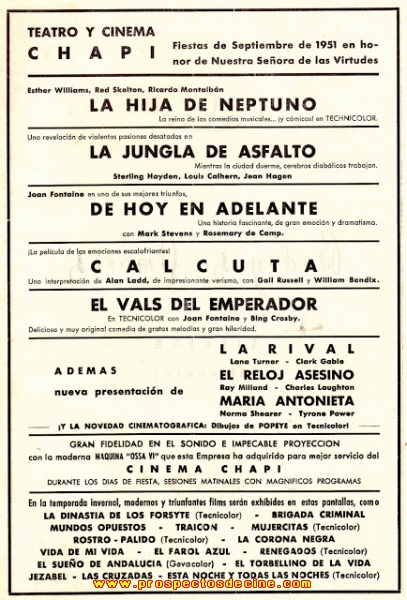 TEATRO Y CINEMA
CHAPI
Fiestas de Septiembre de 1951 en ho-
nor de Nuestra Señora de las Virtudes
Esther Williams, Red Skelton, Ricardo Montalbán
LA HIJA DE NEPTUNO
La reina de las comedias musicales... ¡y cómicas! en TECHNICOLOR.
Una revelación de violentas pasiones desatadas en
LA JUNGLA DE ASFALTO
Mientras la ciudad duerme, cerebros diabólicos trabajan.
Sterling Hayden, Louis Calhern, Jean Hagen
Joan Fontaine en uno de sus mejores triunfos,
DE HOY EN ADELANTE
Una historia fascinante, de gran emoción y dramatismo.
con Mark Stevens y Rosemary de Camp.
¡La película de las emociones escalofriantes!
CALCUTA
Una interpretación de Alan Ladd, de impresionante verismo, con Gail Russell y William Bendix.
EL VALS DEL EMPERADOR
En TECNICOLOR con Joan Fontaine y Bing Crosby.
Deliciosa y muy original comedia de gratas melodías y gran hilaridad.
ADEMAS
nueva presentación de
LA RIVAL
Lana Turner - Clark Gable
EL RELOJ ASESINO
Ray Milland - Charles Laughton
MARIA ANTONIETA
Norma Shearer - Tyrone Power
¡Y LA NOVEDAD CINEMATOGRAFICA: Dibujos de POPEYE en Tecnicolor!
GRAN FIDELIDAD EN EL SONIDO E IMPECABLE PROYECCION
con la moderna MAQUINA "OSSA VI" que esta Empresa ha adquirido para mejor servicio del
CINEMA CHAPI
DURANTE LOS DIAS DE FIESTA, SESIONES MATINALES CON MAGNIFICOS PROGRAMAS
En la temporada invernal, modernos y triunfantes films serán exhibidos en estas pantallas, como
LA DINASTIA DE LOS FORSYTE (Tecnicolor) - BRIGADA CRIMINAL
MUNDOS OPUESTOS - TRAICON - MUJERCITAS (Tecnicolor)
ROSTRO - PALIDO (Tecnicolor) - LA CORONA NEGRA
VIDA DE MI VIDA - EL FAROL AZUL - RENEGADOS (Tecnicolor)
EL SUEÑO DE ANDALUCIA (Gevacolor) - EL TORBELLINO DE LA VIDA
JEZABEL - LAS CRUZADAS - ESTA NOCHE Y TODAS LAS NOCHES (Tecnicolor)
www.prospectosdecine.com